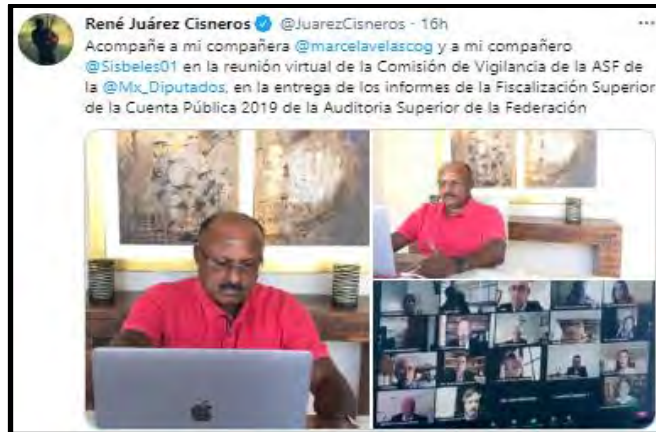 René Juárez Cisneros @JuarezCisneros · 16h
Acompañe a mi compañera @marcelavelascog y a mi compañero
@Sisbeles01 en la reunión virtual de la Comisión de Vigilancia de la ASF de
la @Mx_Diputados, en la entrega de los informes de la Fiscalización Superior
de la Cuenta Pública 2019 de la Auditoria Superior de la Federación